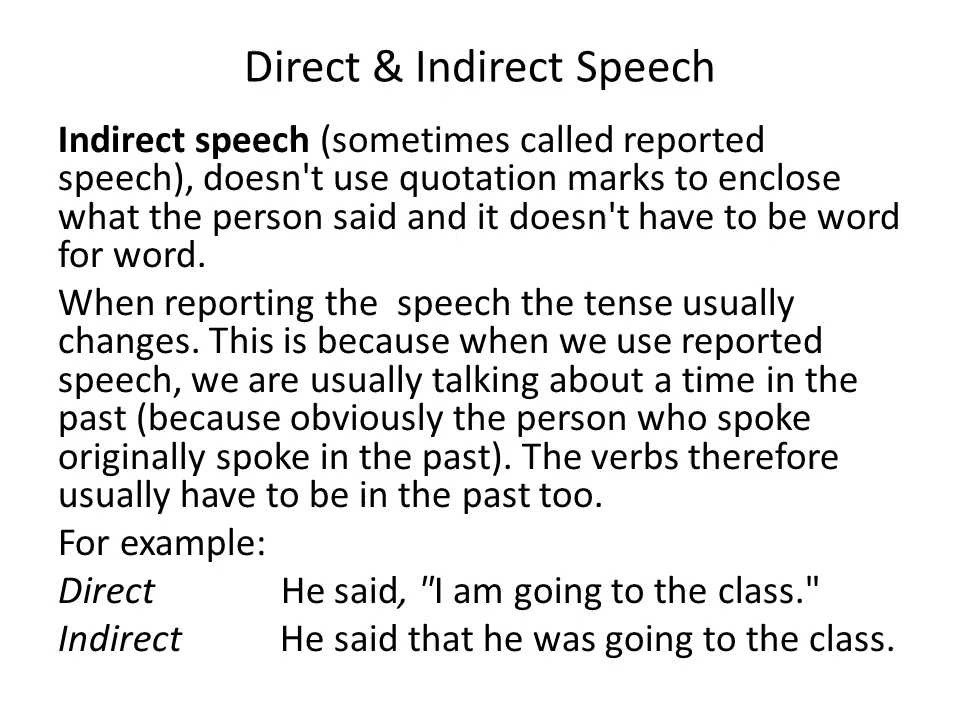 Direct & Indirect Speech
Indirect speech (sometimes called reported
speech), doesn't use quotation marks to enclose
what the person said and it doesn't have to be word
for word.
When reporting the  speech the tense usually
changes. This is because when we use reported
speech, we are usually talking about a time in the
past (because obviously the person who spoke
originally spoke in the past). The verbs therefore
usually have to be in the past too.
For example:
Direct He said, "I am going to the class."
Indirect He said that he was going to the class.